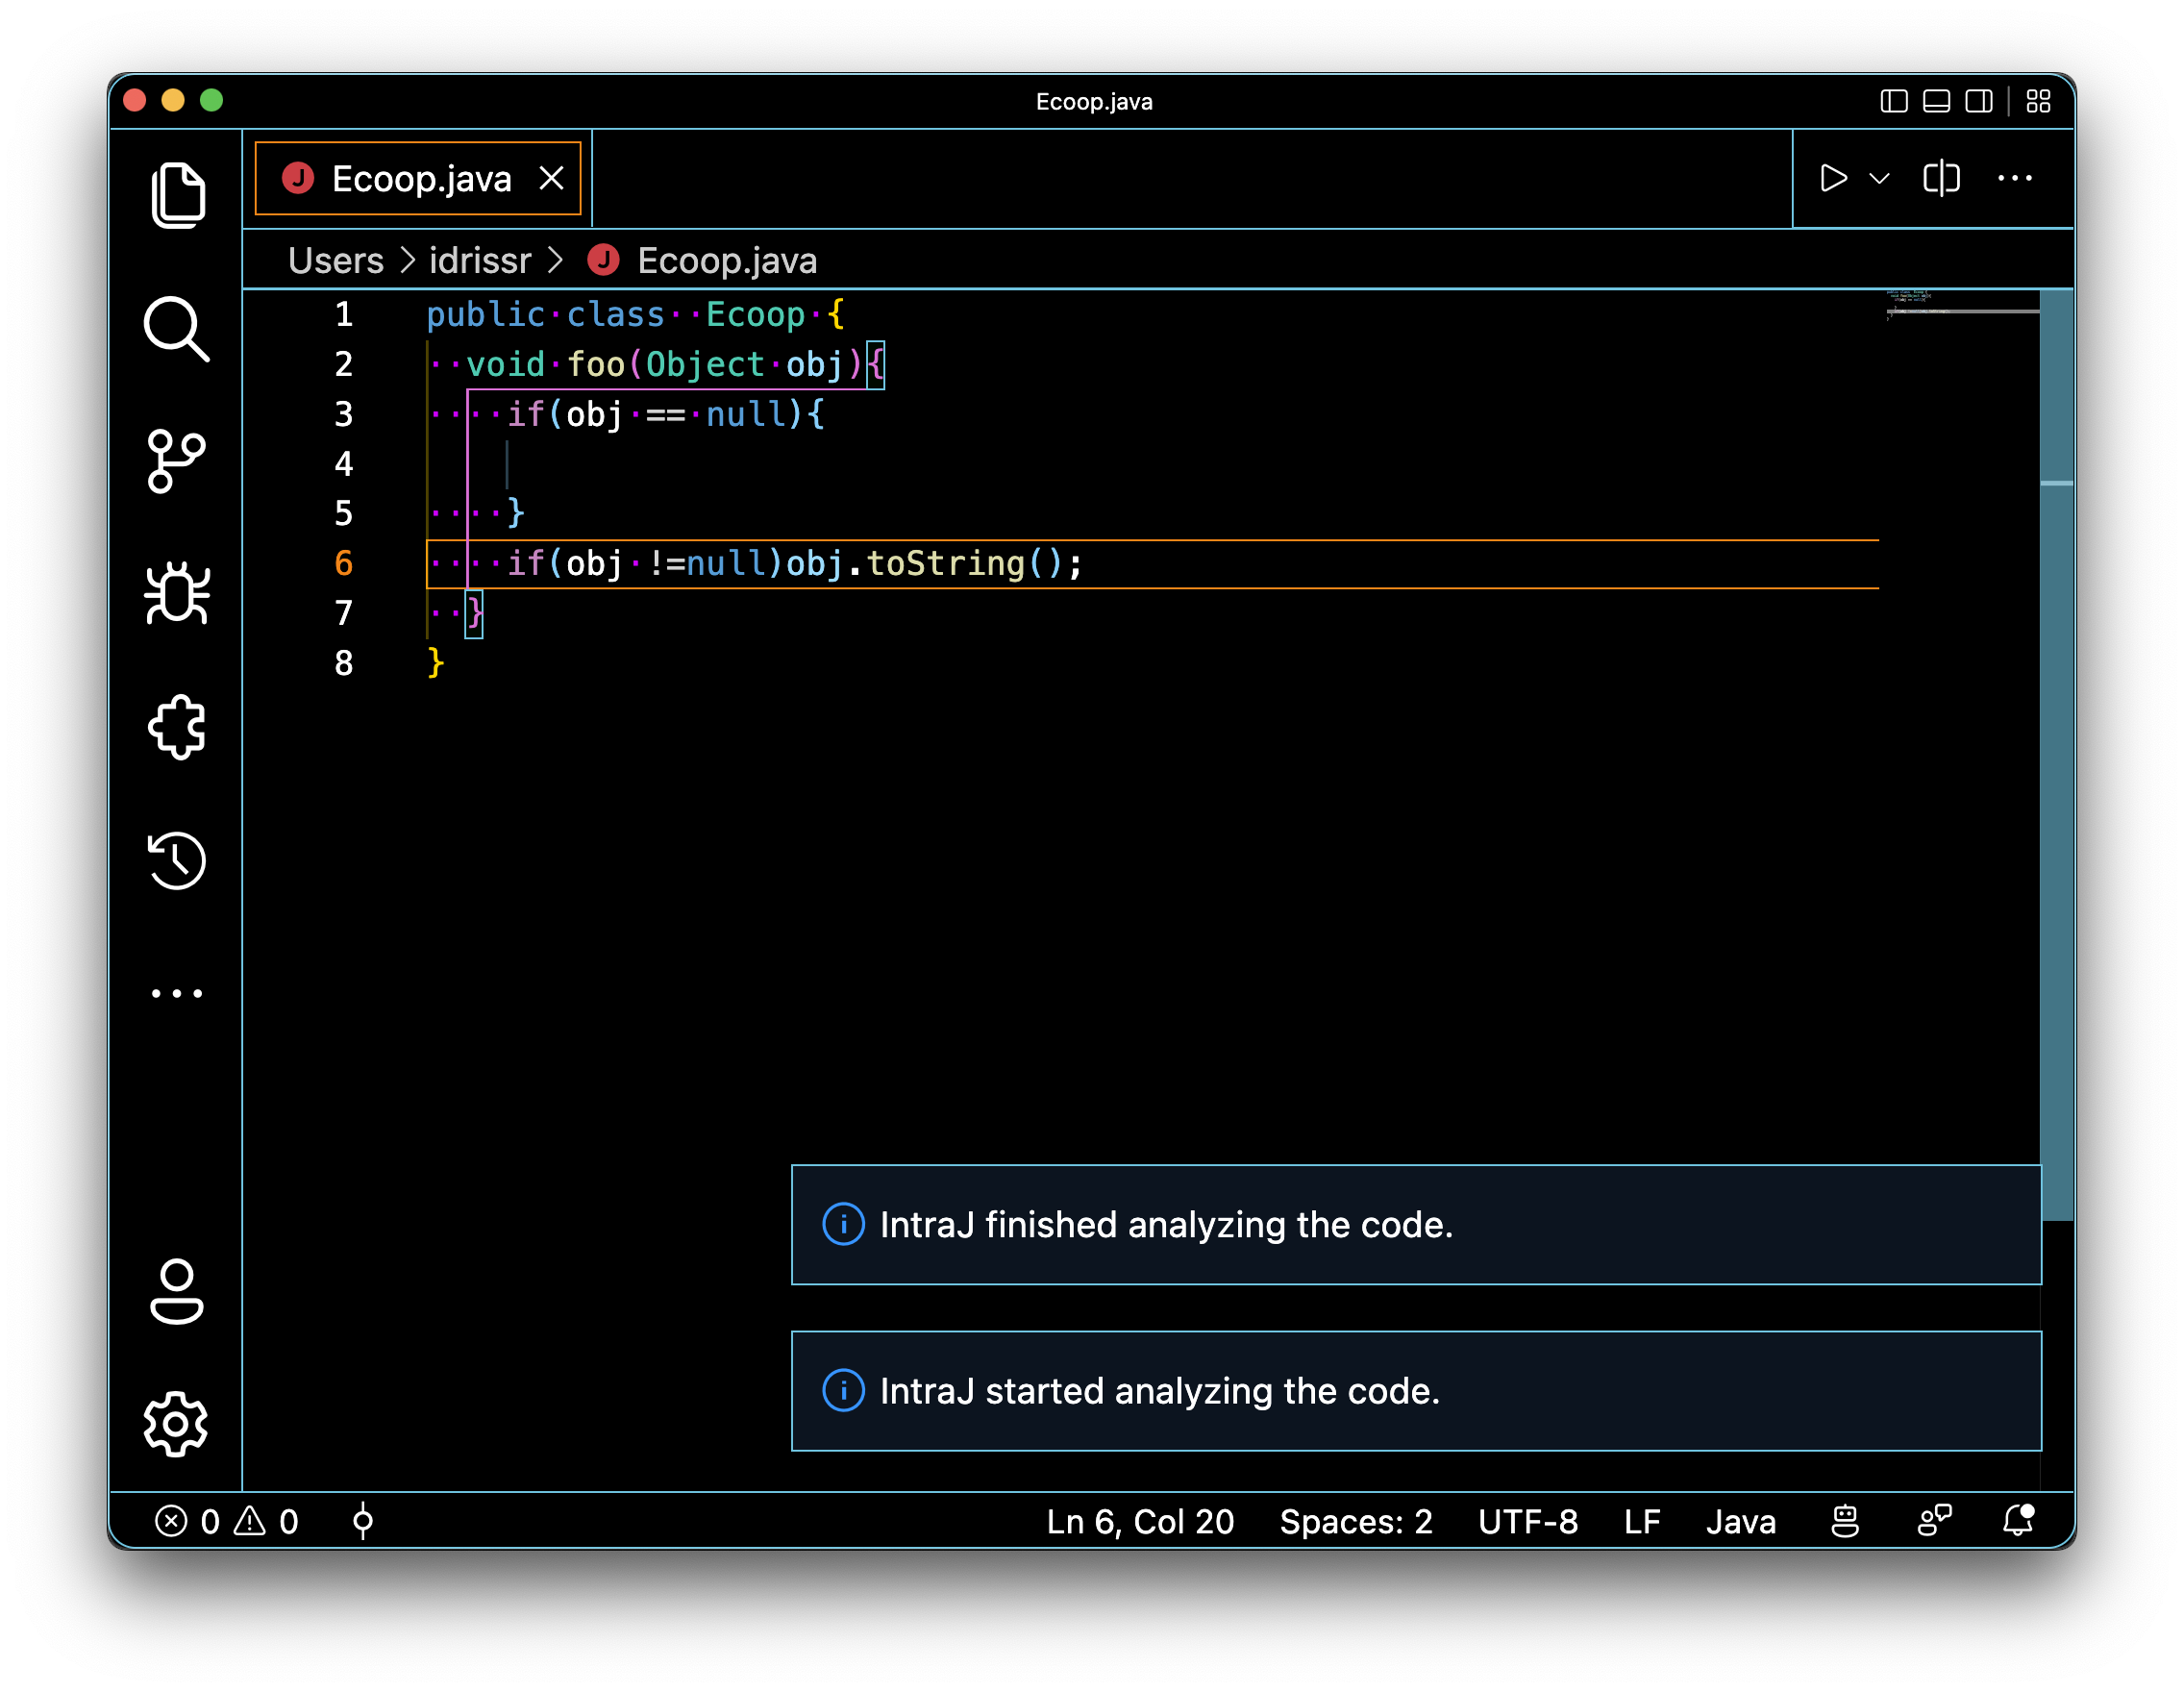 Ecoop.java
Ecoop.java
Users > idrissr > Ecoop.java
1 public class  Ecoop {
2   void foo(Object obj){
3     if(obj == null){
4
5     }
6     if(obj !=null)obj.toString();
7   }
8 }
IntraJ finished analyzing the code.
IntraJ started analyzing the code.
0 0 Ln 6, Col 20 Spaces: 2 UTF-8 LF Java